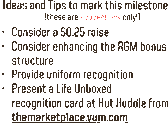 Ideas and Tips to mark this milestone
(these are suggestions only!)
• Consider a $0.25 raise
• Consider enhancing the RGM bonus
structure
• Provide uniform recognition
• Present a Life Unboxed
recognition card at Hut Huddle from
themarketplace.yum.com